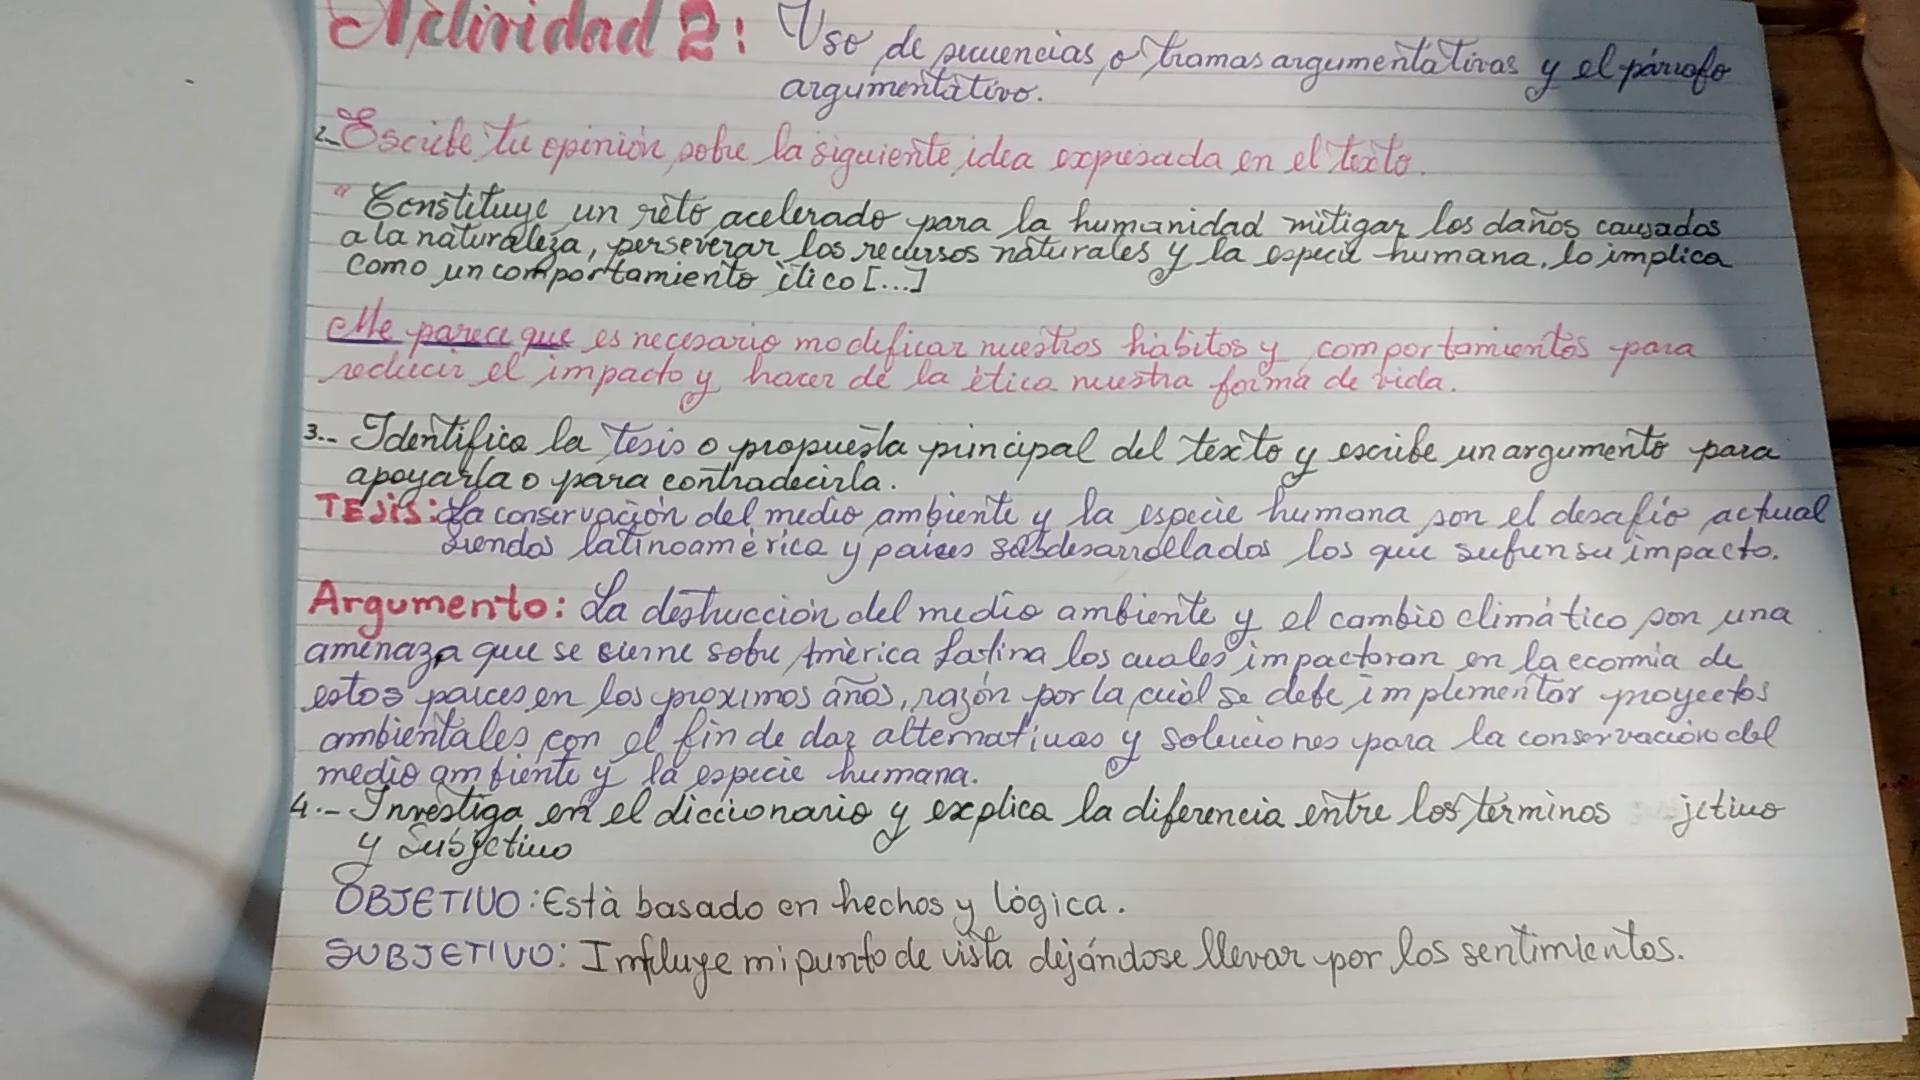 Actividad 2: Uso de secuencias o tramas argumentativas y el párrafo
argumentativo.
2.- Escribe tu opinión sobre la siguiente idea expresada en el texto.
"Constituye un reto acelerado para la humanidad mitigar los daños causados
a la naturaleza, perseverar los recursos naturales y la especie humana, lo implica
como un comportamiento ético [...]
Me parece que es necesario modificar nuestros hábitos y comportamientos para
reducir el impacto y hacer de la ética nuestra forma de vida.
3.- Identifica la tesis o propuesta principal del texto y escribe un argumento para
apoyarla o para contradecirla.
TESIS: La conservación del medio ambiente y la especie humana son el desafío actual
siendos latinoamérica y países subdesarrollados los que sufren su impacto.
Argumento: La destrucción del medio ambiente y el cambio climático son una
amenaza que se cierne sobre América Latina los cuales impactoran en la economia de
estos países en los proximos años, razón por la cuál se debe implementar proyectos
ambientales con el fin de dar alternativas y soluciones para la conservación del
medio ambiente y la especie humana.
4.- Investiga en el diccionario y explica la diferencia entre los términos jetivo
y Subjetivo
OBJETIVO: Está basado en hechos y lógica.
SUBJETIVO: Influye mi punto de vista dejándose llevar por los sentimientos.